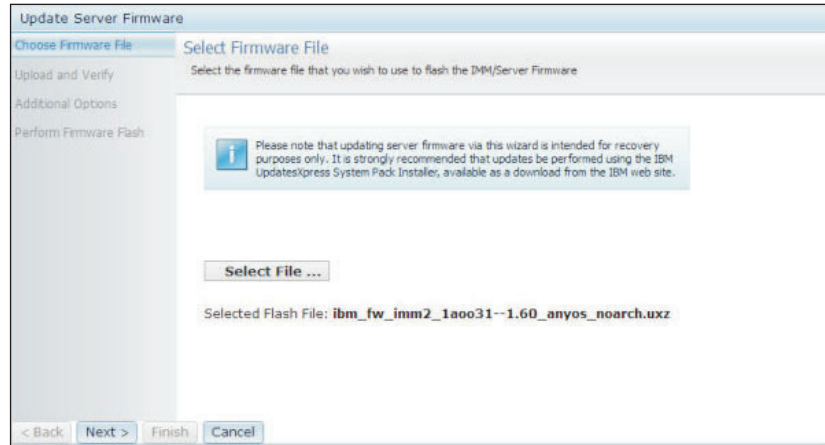 Update Server Firmware
Choose Firmware File
Upload and Verify
Additional Options
Perform Firmware Flash
Select Firmware File
Select the firmware file that you wish to use to flash the IMM/Server Firmware
Please note that updating server firmware via this wizard is intended for recovery
purposes only. It is strongly recommended that updates be performed using the IBM
UpdatesXpress System Pack Installer, available as a download from the IBM web site.
Select File ...
Selected Flash File: ibm_fw_imm2_1aoo31--1.60_anyos_noarch.uxz
< Back Next > Finish Cancel